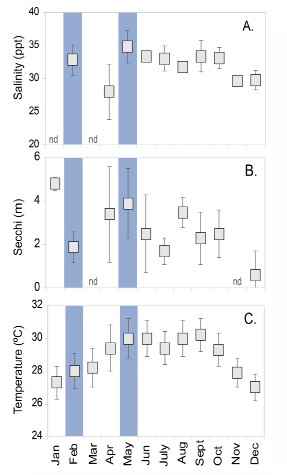 40
35
30
25
20
Salinity (ppt)
A.
nd
nd
6
4
2
0
Secchi (m)
B.
nd
nd
32
30
28
26
24
Temperature (ºC)
C.
Jan
Feb
Mar
Apr
May
Jun
July
Aug
Sept
Oct
Nov
Dec